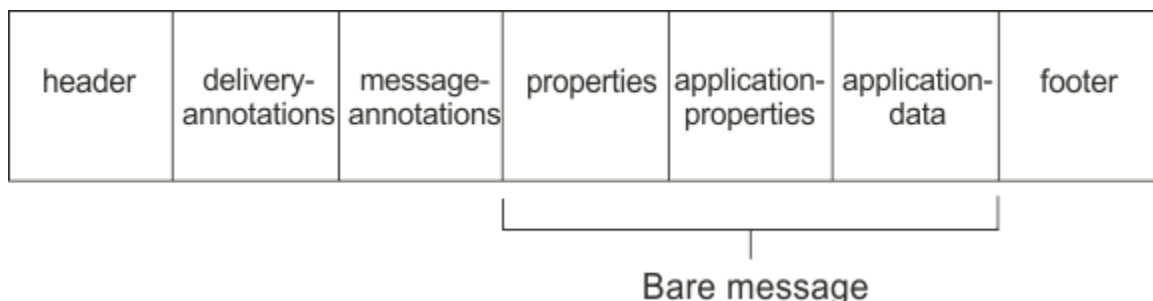 header
delivery-
annotations
message-
annotations
properties
application-
properties
application-
data
footer
Bare message